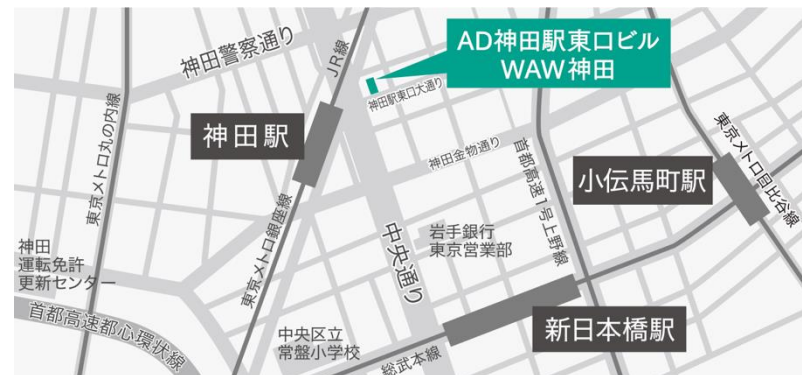 AD神田駅東口ビル
WAW神田
神田警察通り
JR線
神田駅東口大通り
神田駅
神田金物通り
首都高速1号上野線
東京メトロ日比谷線
小伝馬町駅
東京メトロ丸の内線
東京メトロ銀座線
中央通り
岩手銀行
東京営業部
神田
運転免許
更新センター
首都高速都心環状線
新日本橋駅
中央区立
常盤小学校
総武本線